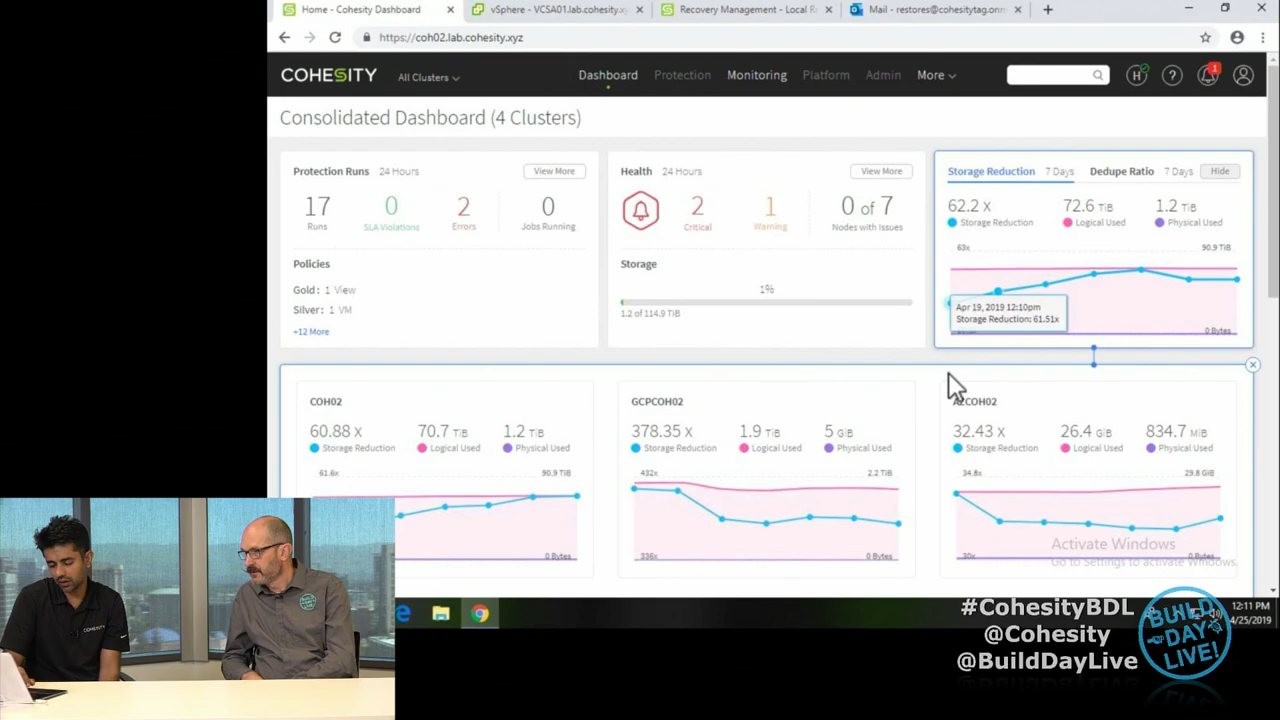 Home - Cohesity Dashboard
vSphere - VCSA01.lab.cohesity.xy
Recovery Management - Local R
Mail - restores@cohesitytag.onm
https://coh02.lab.cohesity.xyz
COHESITY All Clusters Dashboard Protection Monitoring Platform Admin More H ? 1
Consolidated Dashboard (4 Clusters)
Protection Runs 24 Hours View More
17 0 2 0
Runs SLA Violations Errors Jobs Running
Policies
Gold: 1 View
Silver: 1 VM
+12 More
Health 24 Hours View More
2 1 0 of 7
Critical Warning Nodes with Issues
Storage
1%
1.2 of 114.9 TiB
Storage Reduction 7 Days Dedupe Ratio 7 Days Hide
62.2 X 72.6 TiB 1.2 TiB
Storage Reduction Logical Used Physical Used
63x 90.9 TiB
Apr 19, 2019 12:10pm
Storage Reduction: 61.51x
0 Bytes
COH02
60.88 X 70.7 TiB 1.2 TiB
Storage Reduction Logical Used Physical Used
61.6x 90.9 TiB
0 Bytes
GCPCOH02
378.35 X 1.9 TiB 5 GiB
Storage Reduction Logical Used Physical Used
432x 2.2 TiB
336x 0 Bytes
AZCOH02
32.43 X 26.4 GiB 834.7 MiB
Storage Reduction Logical Used Physical Used
34.8x 29.8 GiB
30x 0 Bytes
Activate Windows
Go to Settings to activate Windows.
12:11 PM
4/25/2019
#CohesityBDL
@Cohesity
@BuildDayLive
BUILD
DAY
LIVE!
COHESITY